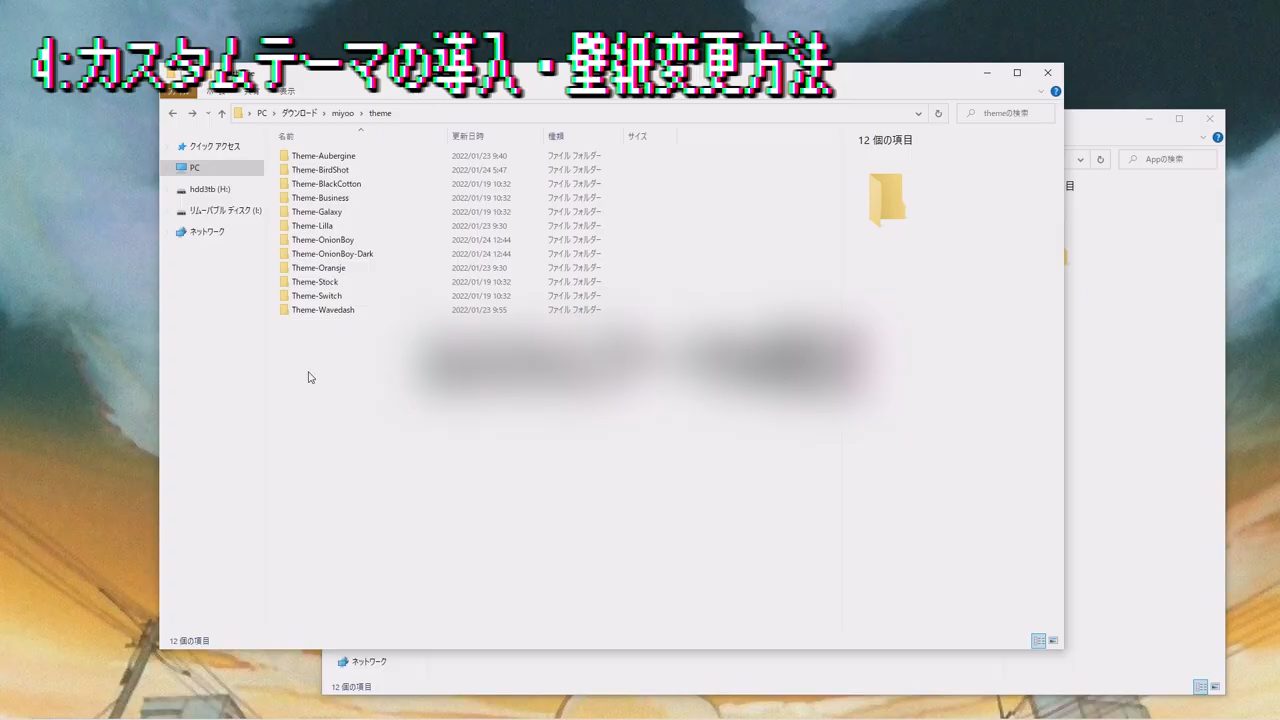 4:カスタムテーマの導入・壁紙変更方法
表示
PC › ダウンロード › miyoo › theme
themeの検索
名前
更新日時
種類
サイズ
12 個の項目
クイック アクセス
PC
hdd3tb (H:)
リムーバブル ディスク (I:)
ネットワーク
Theme-Aubergine 2022/01/23 9:40 ファイル フォルダー
Theme-BirdShot 2022/01/24 5:47 ファイル フォルダー
Theme-BlackCotton 2022/01/19 10:32 ファイル フォルダー
Theme-Business 2022/01/19 10:32 ファイル フォルダー
Theme-Galaxy 2022/01/19 10:32 ファイル フォルダー
Theme-Lilla 2022/01/23 9:30 ファイル フォルダー
Theme-OnionBoy 2022/01/24 12:44 ファイル フォルダー
Theme-OnionBoy-Dark 2022/01/24 12:44 ファイル フォルダー
Theme-Oransje 2022/01/23 9:30 ファイル フォルダー
Theme-Stock 2022/01/19 10:32 ファイル フォルダー
Theme-Switch 2022/01/19 10:32 ファイル フォルダー
Theme-Wavedash 2022/01/23 9:55 ファイル フォルダー
12 個の項目
Appの検索
目
ネットワーク
12 個の項目